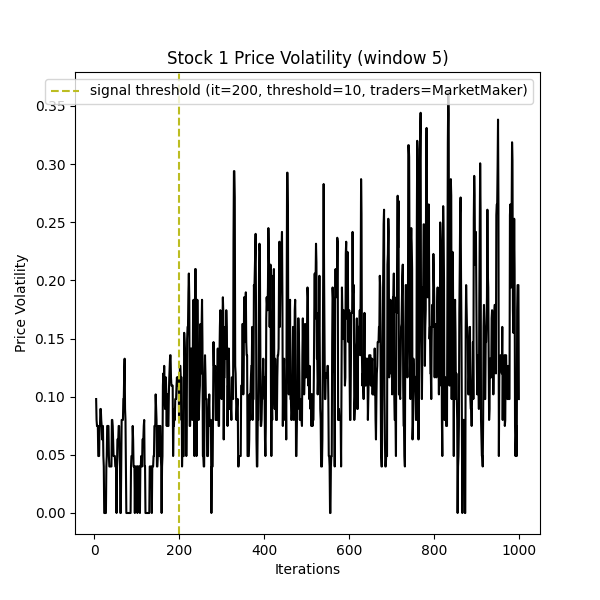 Stock 1 Price Volatility (window 5)
signal threshold (it=200, threshold=10, traders=MarketMaker)
Price Volatility
0.35
0.30
0.25
0.20
0.15
0.10
0.05
0.00
0 200 400 600 800 1000
Iterations